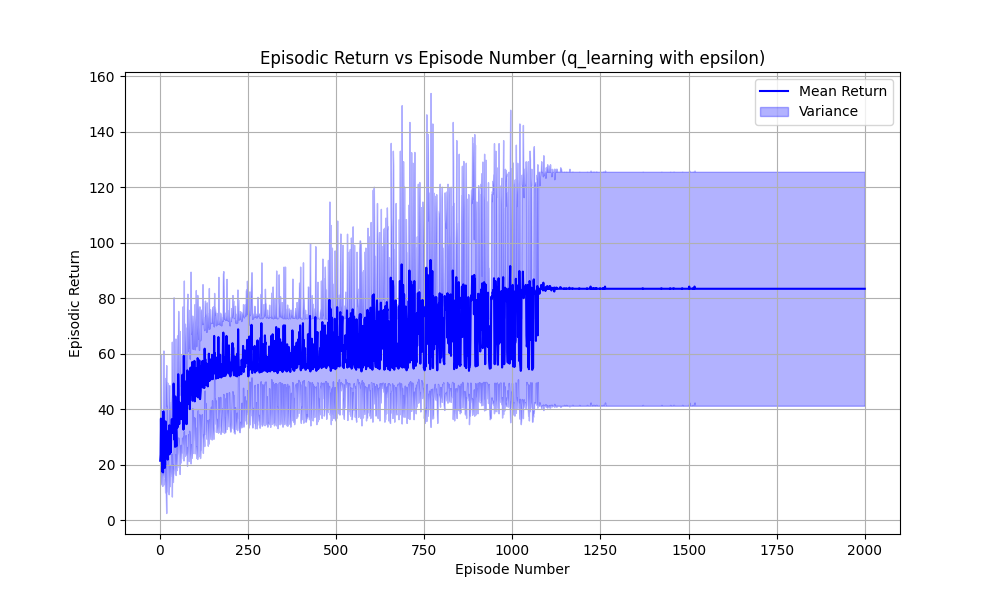 Episodic Return vs Episode Number (q_learning with epsilon)
160
140
120
100
80
60
40
20
0
Episodic Return
Mean Return
Variance
0 250 500 750 1000 1250 1500 1750 2000
Episode Number